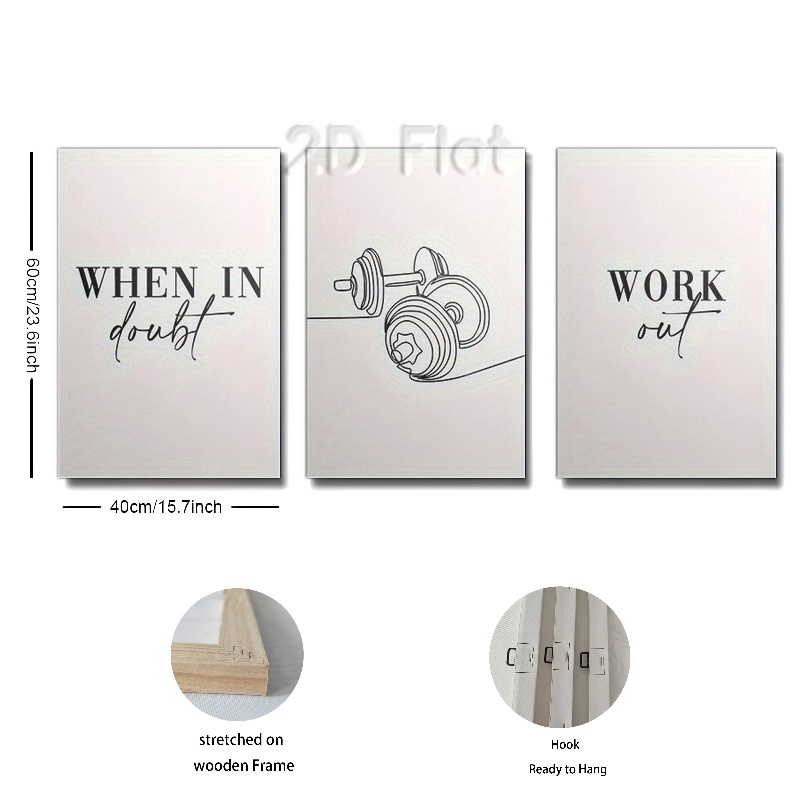 2D Flat
WHEN IN
doubt
WORK
out
60cm/23.6inch
40cm/15.7inch
stretched on
wooden Frame
Hook
Ready to Hang